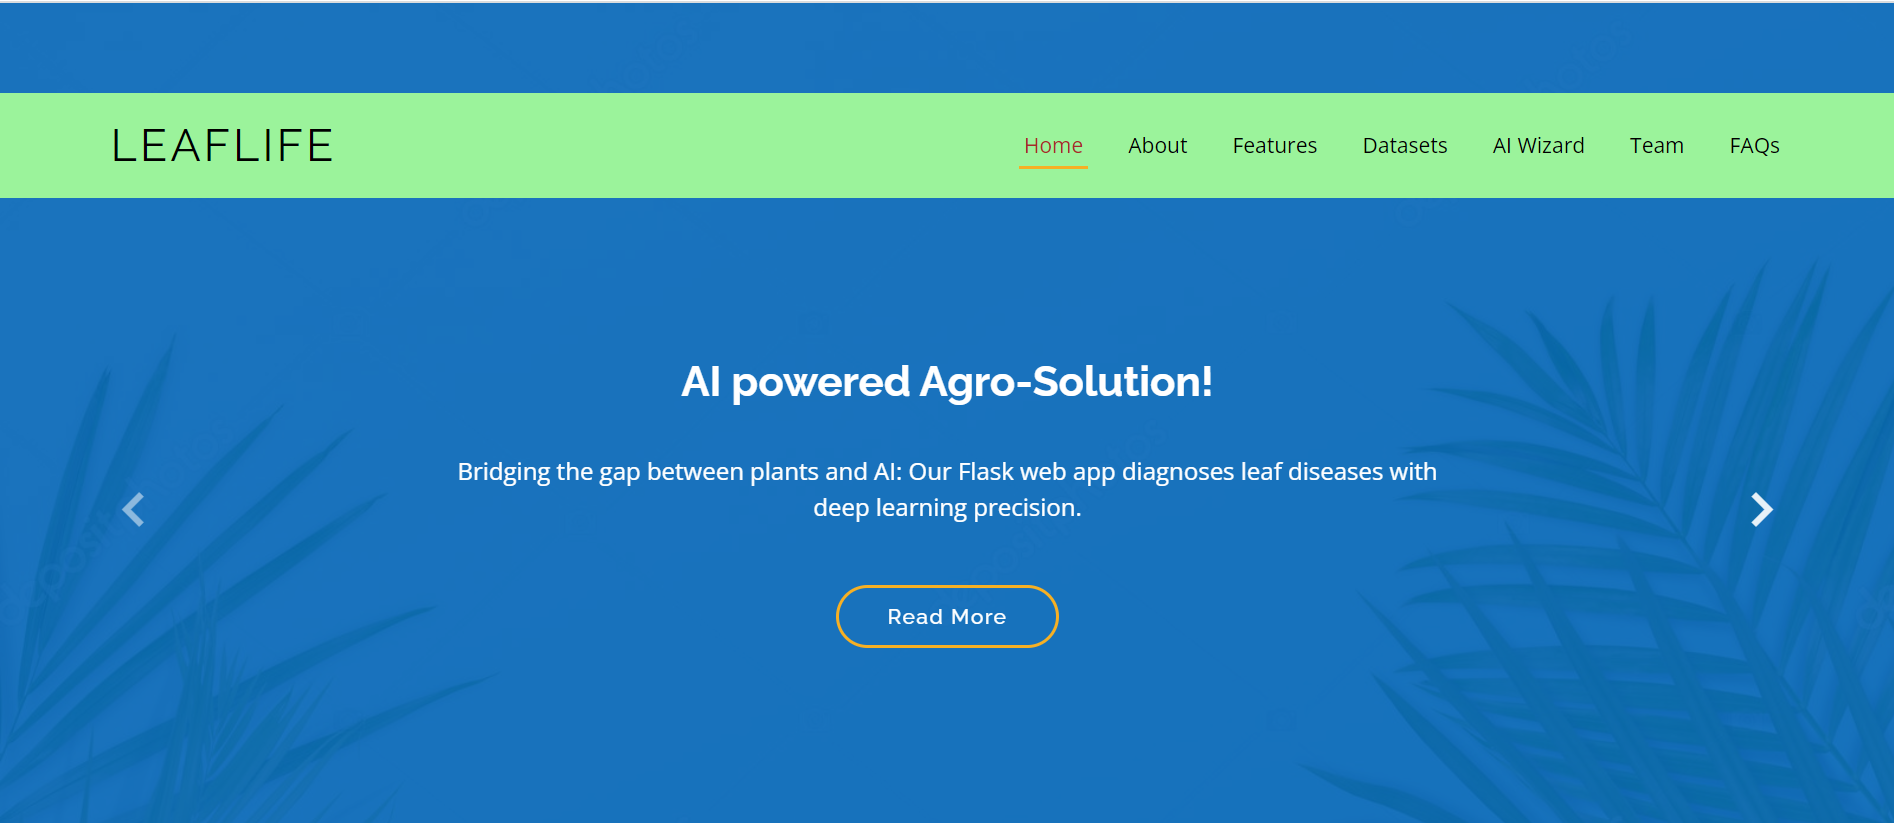 LEAFLIFE
Home About Features Datasets AI Wizard Team FAQs
AI powered Agro-Solution!
Bridging the gap between plants and AI: Our Flask web app diagnoses leaf diseases with
deep learning precision.
Read More